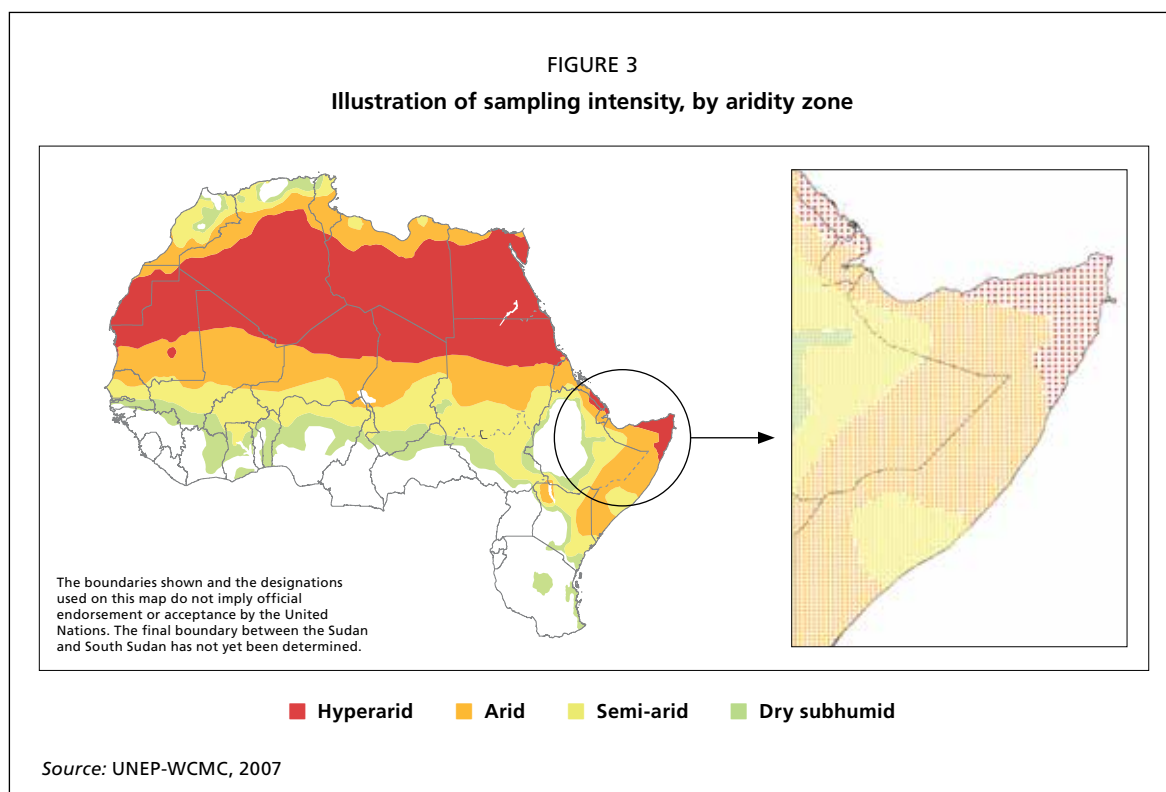 FIGURE 3
Illustration of sampling intensity, by aridity zone
The boundaries shown and the designations
used on this map do not imply official
endorsement or acceptance by the United
Nations. The final boundary between the Sudan
and South Sudan has not yet been determined.
Hyperarid Arid Semi-arid Dry subhumid
Source: UNEP-WCMC, 2007